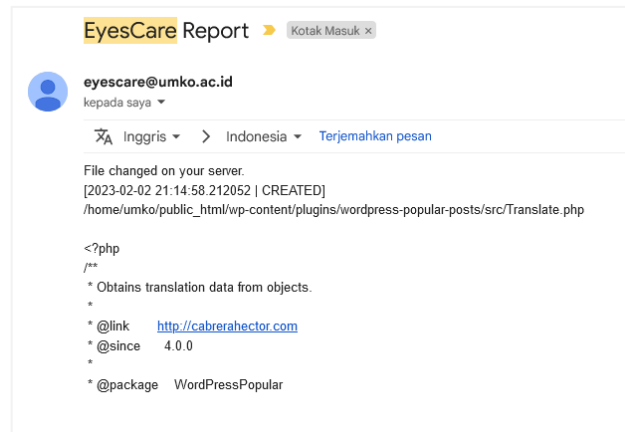 EyesCare Report Kotak Masuk ×
eyescare@umko.ac.id
kepada saya
Inggris > Indonesia Terjemahkan pesan
File changed on your server.
[2023-02-02 21:14:58.212052 | CREATED]
/home/umko/public_html/wp-content/plugins/wordpress-popular-posts/src/Translate.php
<?php
/**
* Obtains translation data from objects.
*
* @link http://cabrerahector.com
* @since 4.0.0
*
* @package WordPressPopular